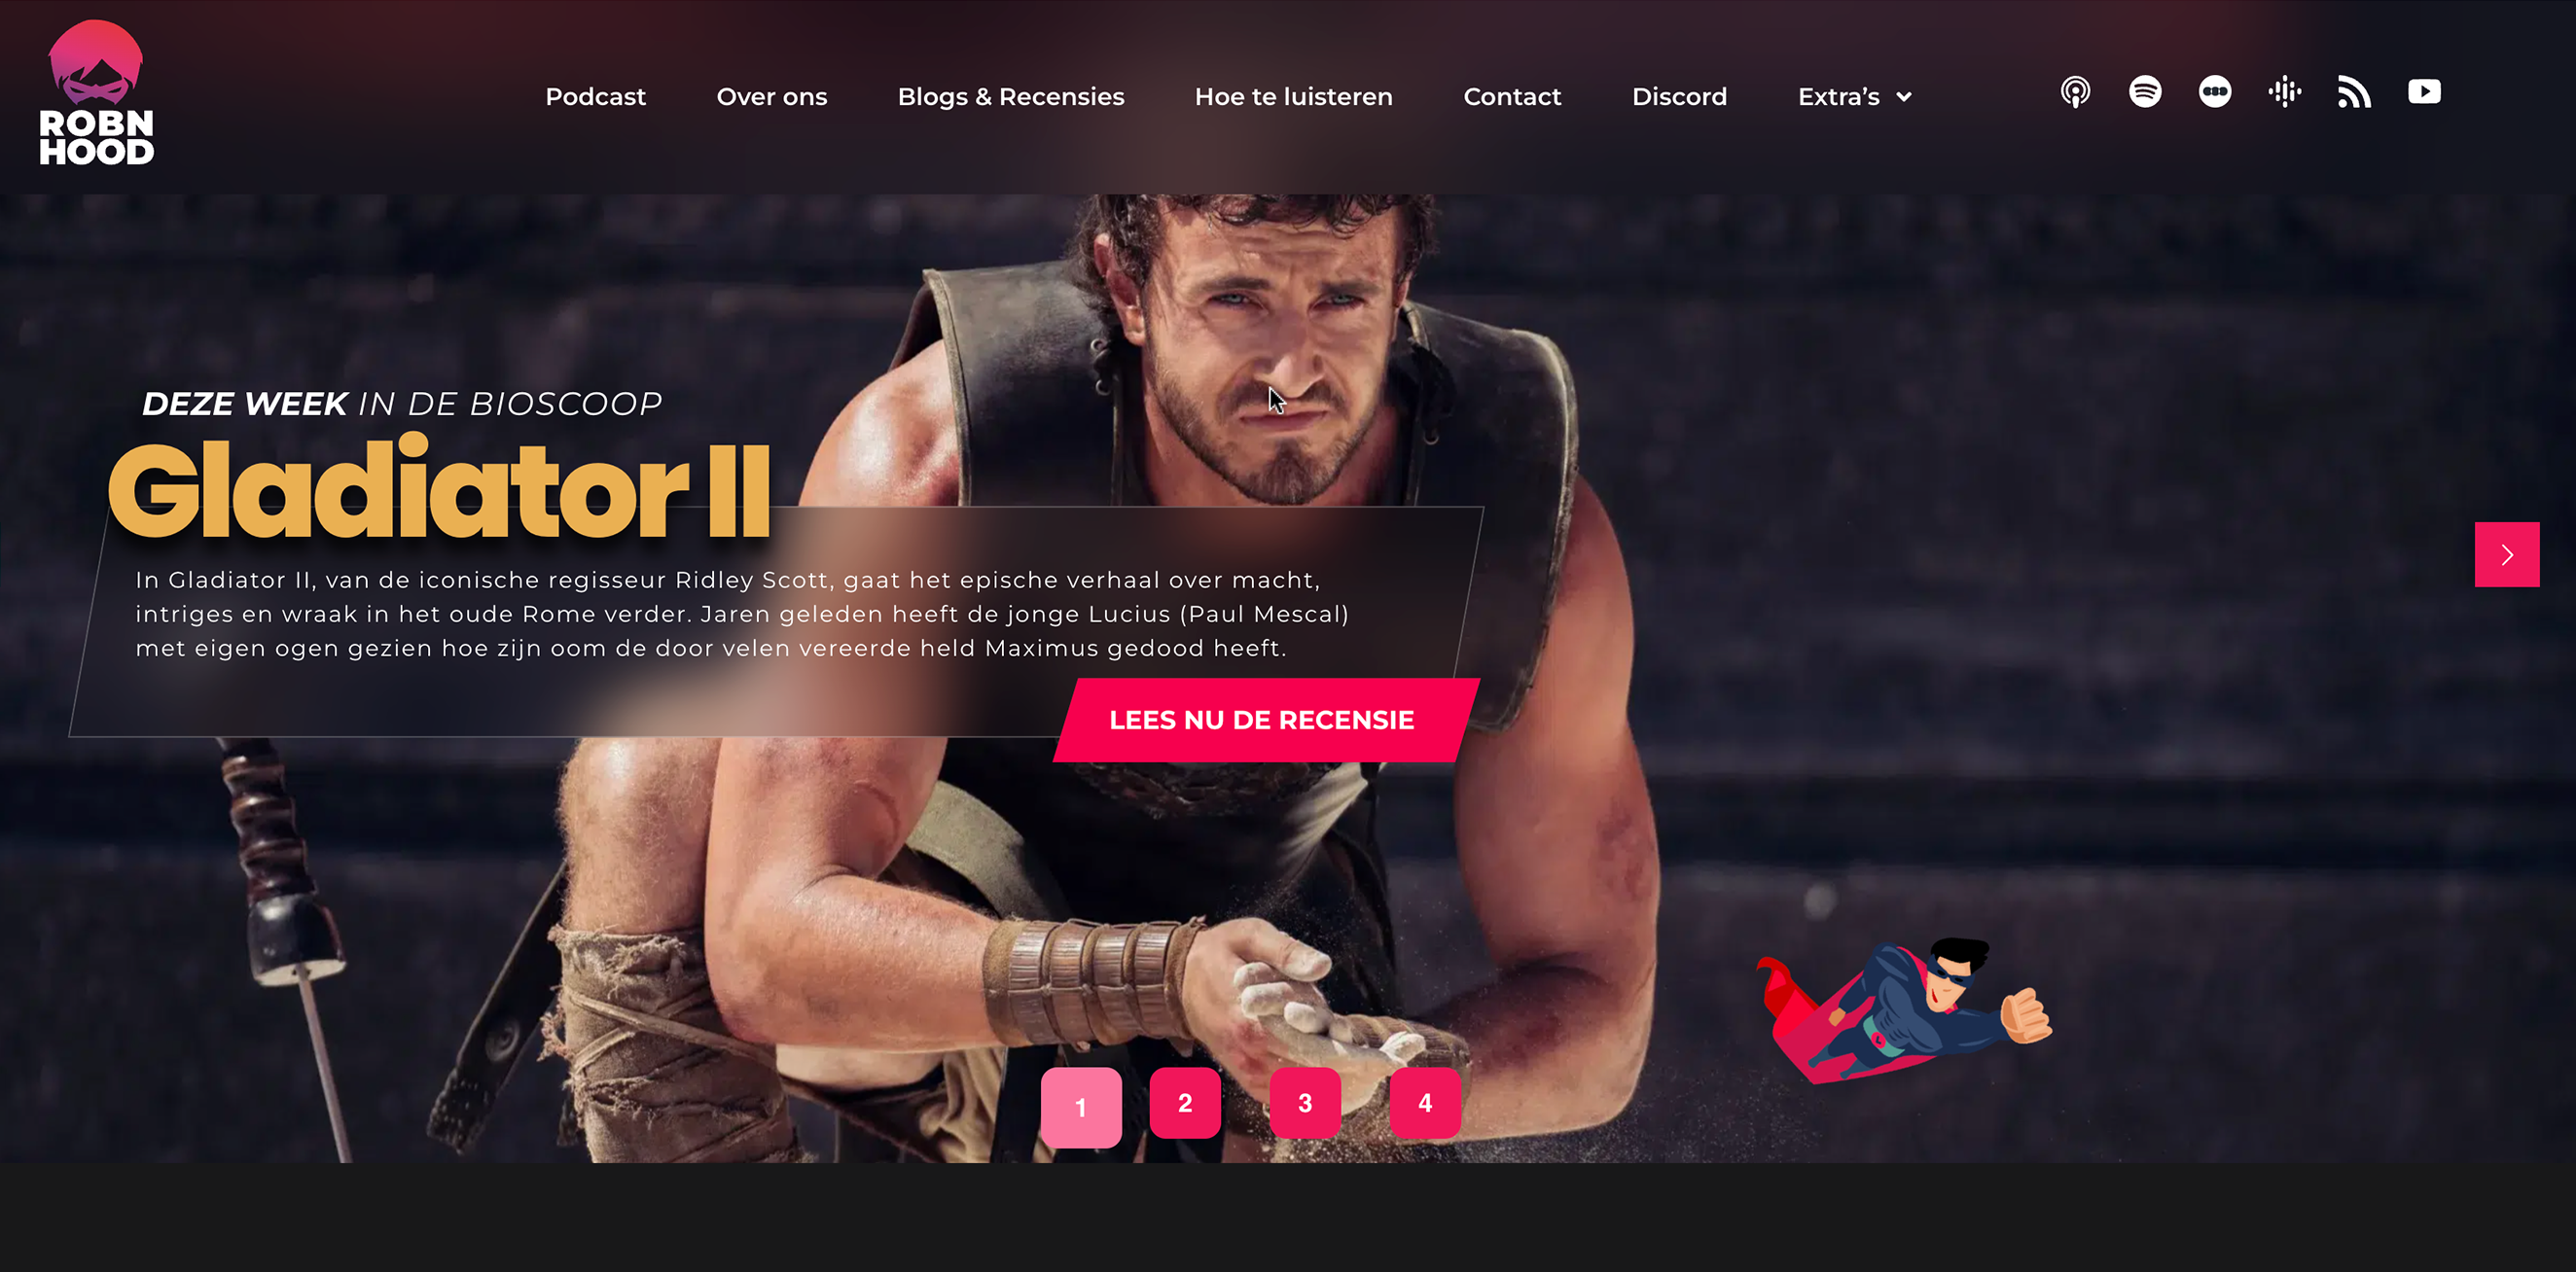 ROBN
HOOD
Podcast
Over ons
Blogs & Recensies
Hoe te luisteren
Contact
Discord
Extra’s
DEZE WEEK IN DE BIOSCOOP
Gladiator II
In Gladiator II, van de iconische regisseur Ridley Scott, gaat het epische verhaal over macht,
intriges en wraak in het oude Rome verder. Jaren geleden heeft de jonge Lucius (Paul Mescal)
met eigen ogen gezien hoe zijn oom de door velen vereerde held Maximus gedood heeft.
LEES NU DE RECENSIE
1
2
3
4